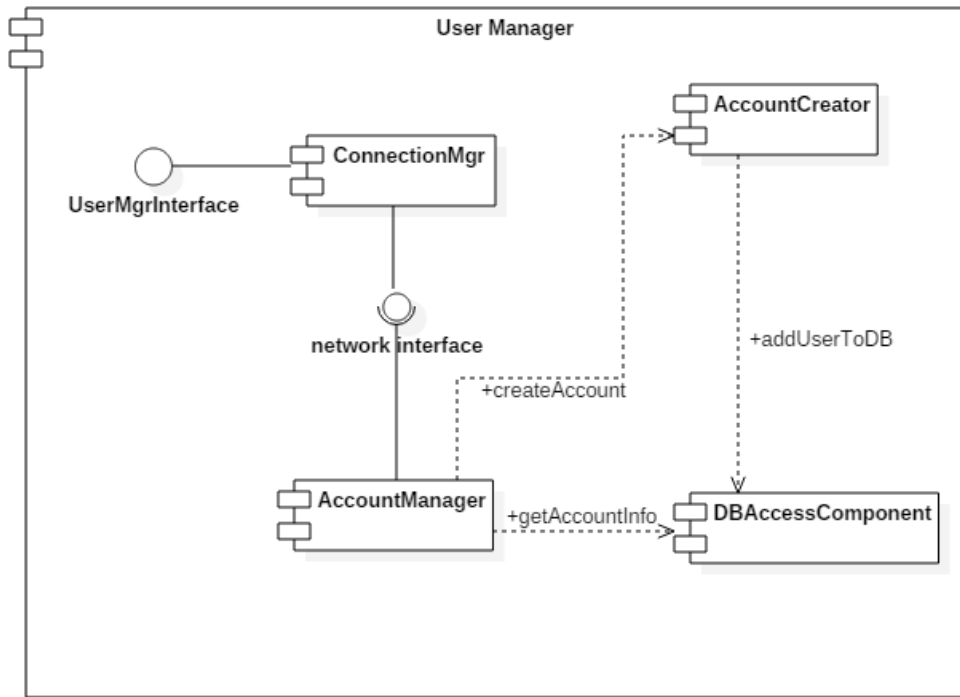 User Manager
AccountCreator
ConnectionMgr
UserMgrInterface
network interface
+addUserToDB
+createAccount
AccountManager
+getAccountInfo
DBAccessComponent